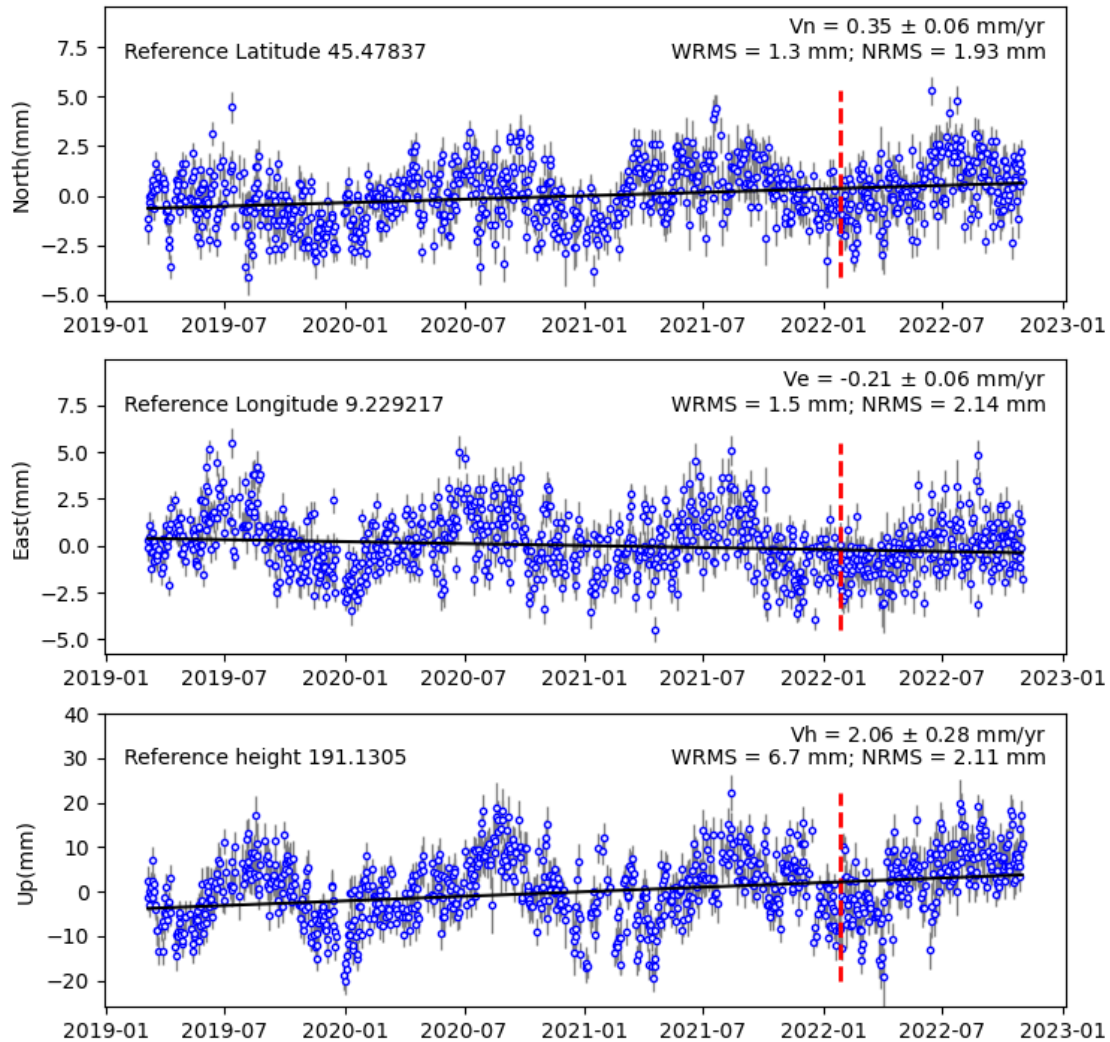 Vn = 0.35 ± 0.06 mm/yr
Reference Latitude 45.47837 WRMS = 1.3 mm; NRMS = 1.93 mm
North(mm)
7.5
5.0
2.5
0.0
−2.5
−5.0
2019-01 2019-07 2020-01 2020-07 2021-01 2021-07 2022-01 2022-07 2023-01
Ve = -0.21 ± 0.06 mm/yr
Reference Longitude 9.229217 WRMS = 1.5 mm; NRMS = 2.14 mm
East(mm)
7.5
5.0
2.5
0.0
−2.5
−5.0
2019-01 2019-07 2020-01 2020-07 2021-01 2021-07 2022-01 2022-07 2023-01
Vh = 2.06 ± 0.28 mm/yr
Reference height 191.1305 WRMS = 6.7 mm; NRMS = 2.11 mm
Up(mm)
40
30
20
10
0
−10
−20
2019-01 2019-07 2020-01 2020-07 2021-01 2021-07 2022-01 2022-07 2023-01